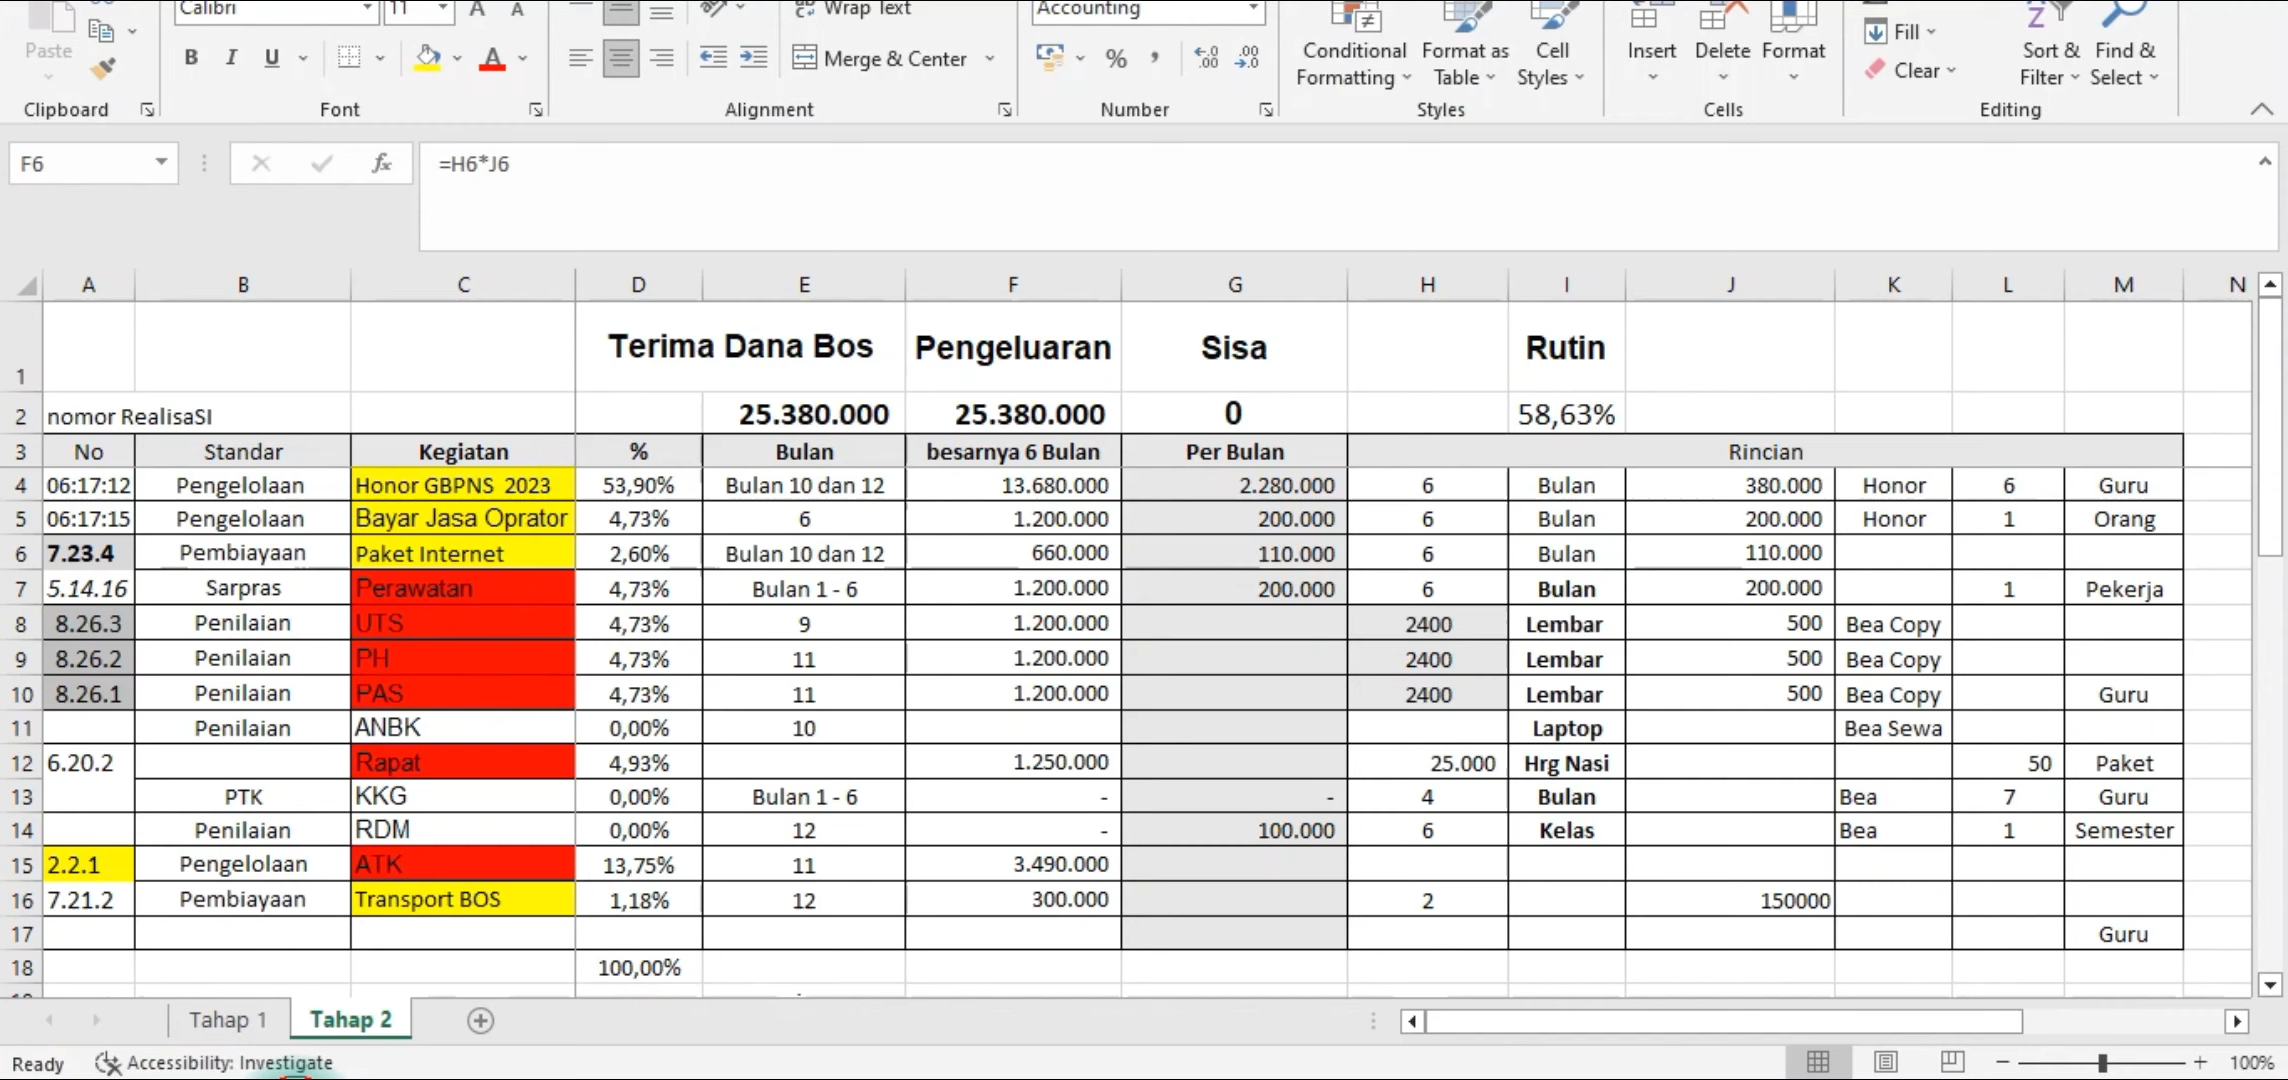 Calibri 11 A A Wrap Text Accounting
Paste B I U A Merge & Center % , Conditional Formatting Format as Table Cell Styles Insert Delete Format Fill Clear Sort & Filter Find & Select
Clipboard Font Alignment Number Styles Cells Editing
F6 fx =H6*J6
A B C D E F G H I J K L M N
1 Terima Dana Bos Pengeluaran Sisa Rutin
2 nomor RealisaSI 25.380.000 25.380.000 0 58,63%
3 No Standar Kegiatan % Bulan besarnya 6 Bulan Per Bulan Rincian
4 06:17:12 Pengelolaan Honor GBPNS 2023 53,90% Bulan 10 dan 12 13.680.000 2.280.000 6 Bulan 380.000 Honor 6 Guru
5 06:17:15 Pengelolaan Bayar Jasa Oprator 4,73% 6 1.200.000 200.000 6 Bulan 200.000 Honor 1 Orang
6 7.23.4 Pembiayaan Paket Internet 2,60% Bulan 10 dan 12 660.000 110.000 6 Bulan 110.000
7 5.14.16 Sarpras Perawatan 4,73% Bulan 1 - 6 1.200.000 200.000 6 Bulan 200.000 1 Pekerja
8 8.26.3 Penilaian UTS 4,73% 9 1.200.000 2400 Lembar 500 Bea Copy
9 8.26.2 Penilaian PH 4,73% 11 1.200.000 2400 Lembar 500 Bea Copy
10 8.26.1 Penilaian PAS 4,73% 11 1.200.000 2400 Lembar 500 Bea Copy Guru
11 Penilaian ANBK 0,00% 10 Laptop Bea Sewa
12 6.20.2 Rapat 4,93% 1.250.000 25.000 Hrg Nasi 50 Paket
13 PTK KKG 0,00% Bulan 1 - 6 - - 4 Bulan Bea 7 Guru
14 Penilaian RDM 0,00% 12 - 100.000 6 Kelas Bea 1 Semester
15 2.2.1 Pengelolaan ATK 13,75% 11 3.490.000
16 7.21.2 Pembiayaan Transport BOS 1,18% 12 300.000 2 150000
17 Guru
18 100,00%
Tahap 1 Tahap 2
Ready Accessibility: Investigate 100%